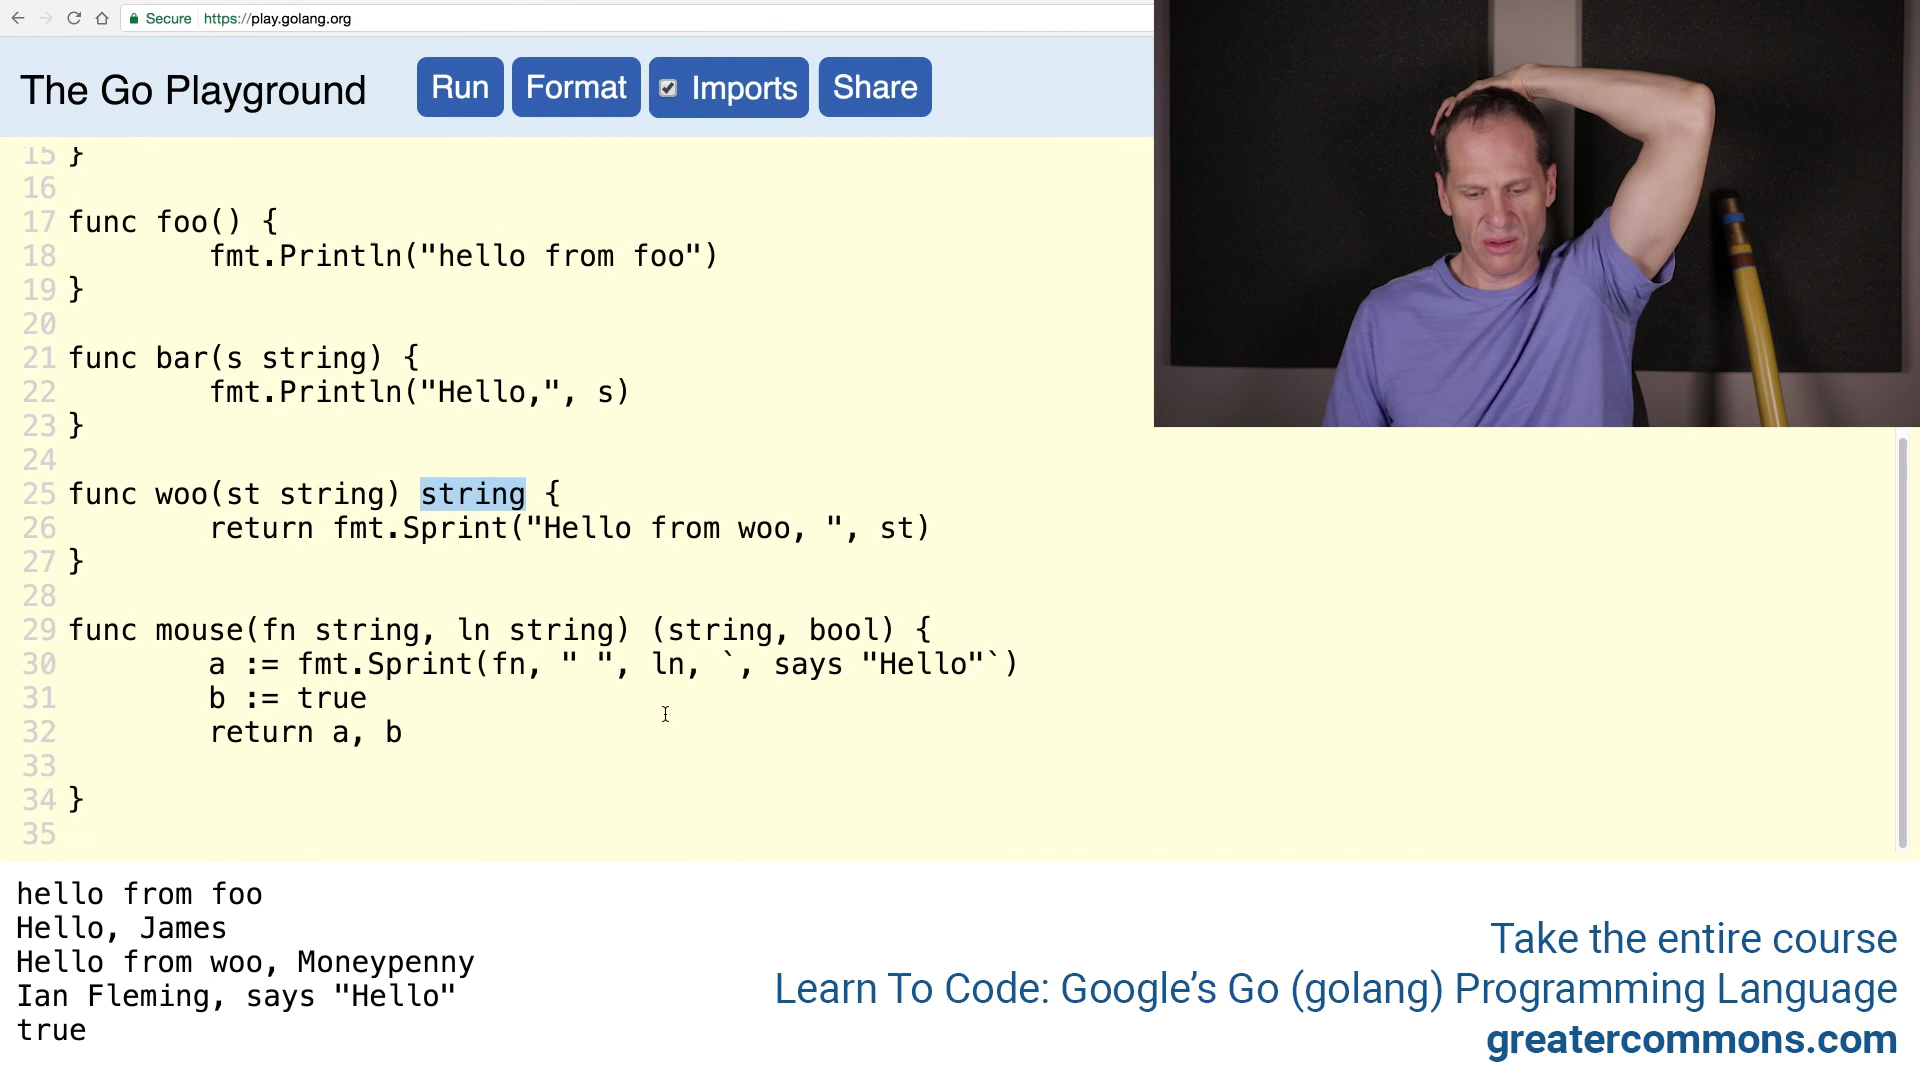 Secure https://play.golang.org
The Go Playground Run Format Imports Share
15 }
16
17 func foo() {
18 fmt.Println("hello from foo")
19 }
20
21 func bar(s string) {
22 fmt.Println("Hello,", s)
23 }
24
25 func woo(st string) string {
26 return fmt.Sprint("Hello from woo, ", st)
27 }
28
29 func mouse(fn string, ln string) (string, bool) {
30 a := fmt.Sprint(fn, " ", ln, `, says "Hello"`)
31 b := true
32 return a, b
33
34 }
35
hello from foo
Hello, James
Hello from woo, Moneypenny
Ian Fleming, says "Hello"
true
Take the entire course
Learn To Code: Google’s Go (golang) Programming Language
greatercommons.com